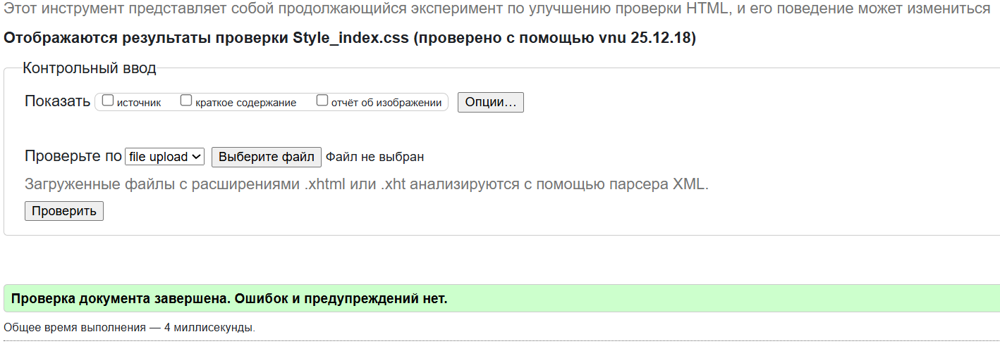 Этот инструмент представляет собой продолжающийся эксперимент по улучшению проверки HTML, и его поведение может измениться
Отображаются результаты проверки Style_index.css (проверено с помощью vnu 25.12.18)
Контрольный ввод
Показать источник краткое содержание отчёт об изображении Опции…
Проверьте по file upload Выберите файл Файл не выбран
Загруженные файлы с расширениями .xhtml или .xht анализируются с помощью парсера XML.
Проверить
Проверка документа завершена. Ошибок и предупреждений нет.
Общее время выполнения — 4 миллисекунды.